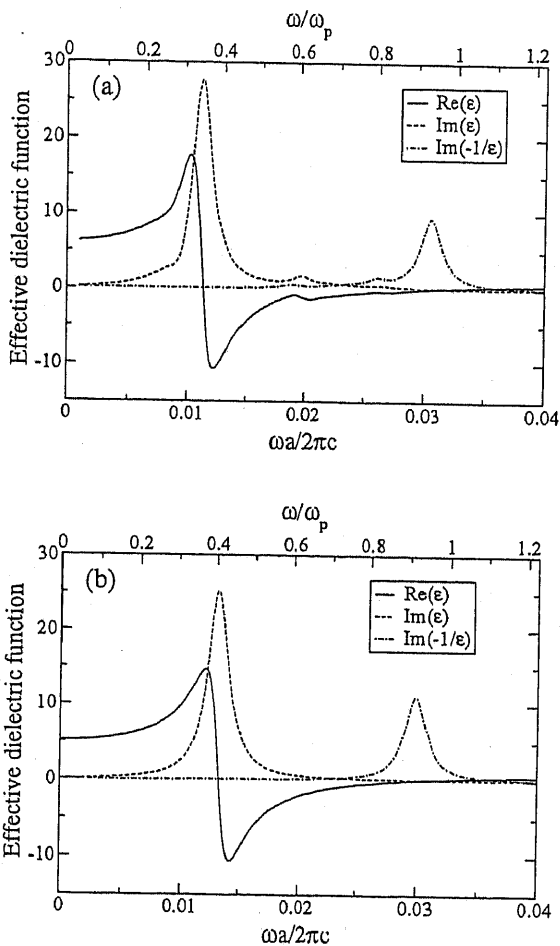 ω/ωp
0 0.2 0.4 0.6 0.8 1 1.2
(a)
Re(ε)
Im(ε)
Im(-1/ε)
30
20
10
0
-10
Effective dielectric function
0 0.01 0.02 0.03 0.04
ωa/2πc
ω/ωp
0 0.2 0.4 0.6 0.8 1 1.2
(b)
Re(ε)
Im(ε)
Im(-1/ε)
30
20
10
0
-10
Effective dielectric function
0 0.01 0.02 0.03 0.04
ωa/2πc